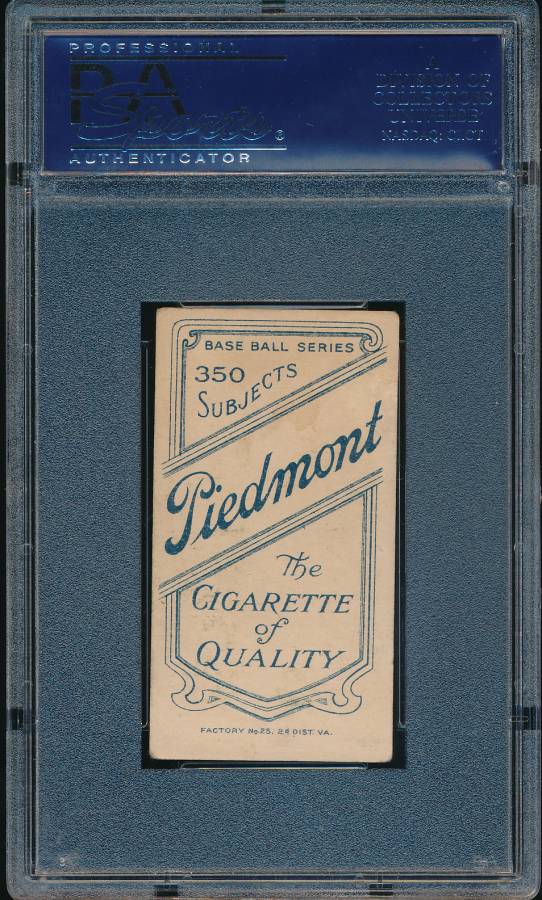 PROFESSIONAL
PSA
Sports
AUTHENTICATOR
A
DIVISION OF
COLLECTORS
UNIVERSE
NASDAQ: CLCT
BASE BALL SERIES
350
SUBJECTS
Piedmont
The
CIGARETTE
of
QUALITY
FACTORY No. 25, 2d DIST. VA.